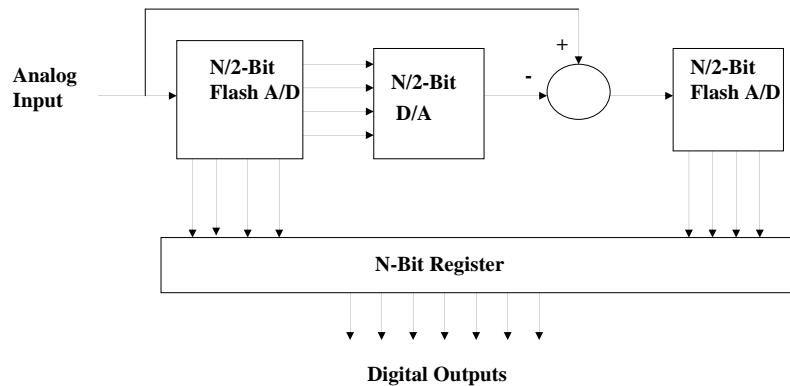 +
Analog
Input
N/2-Bit
Flash A/D
N/2-Bit
D/A
-
N/2-Bit
Flash A/D
N-Bit Register
Digital Outputs